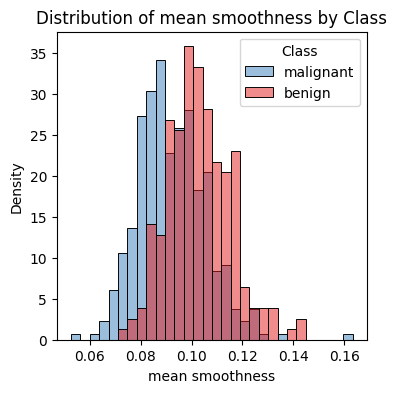 Distribution of mean smoothness by Class
Class
malignant
benign
35
30
25
20
15
10
5
0
Density
0.06 0.08 0.10 0.12 0.14 0.16
mean smoothness